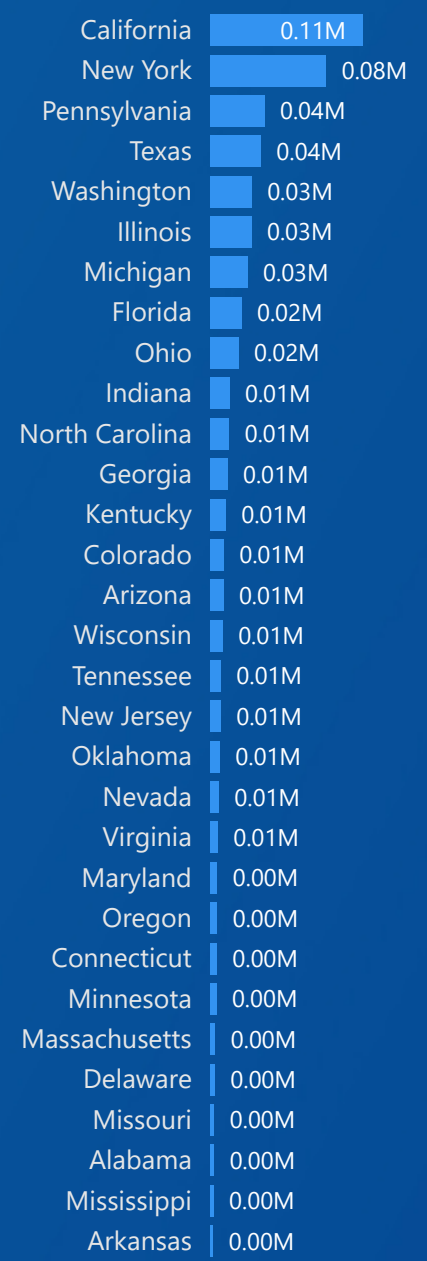 California 0.11M
New York 0.08M
Pennsylvania 0.04M
Texas 0.04M
Washington 0.03M
Illinois 0.03M
Michigan 0.03M
Florida 0.02M
Ohio 0.02M
Indiana 0.01M
North Carolina 0.01M
Georgia 0.01M
Kentucky 0.01M
Colorado 0.01M
Arizona 0.01M
Wisconsin 0.01M
Tennessee 0.01M
New Jersey 0.01M
Oklahoma 0.01M
Nevada 0.01M
Virginia 0.01M
Maryland 0.00M
Oregon 0.00M
Connecticut 0.00M
Minnesota 0.00M
Massachusetts 0.00M
Delaware 0.00M
Missouri 0.00M
Alabama 0.00M
Mississippi 0.00M
Arkansas 0.00M